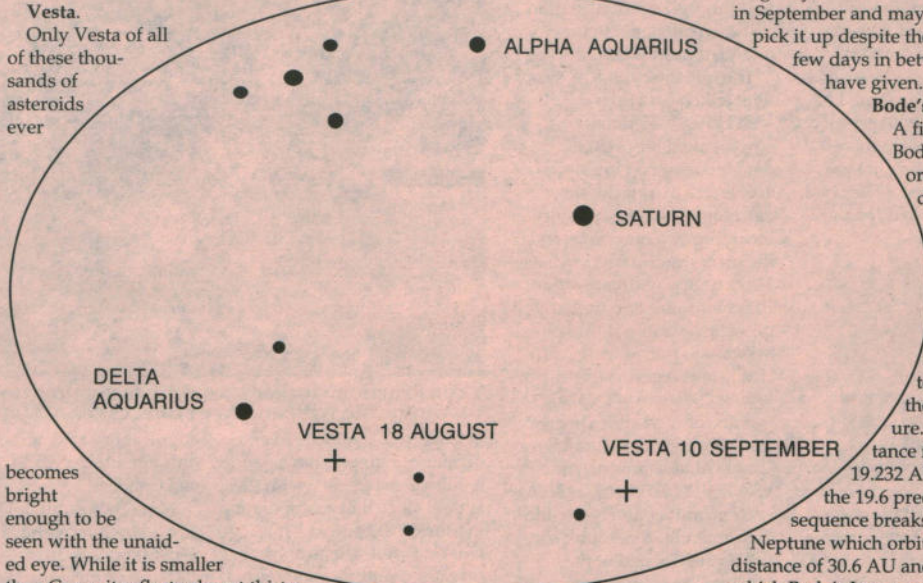 Vesta.
Only Vesta of all
of these thou-
sands of
asteroids
ever
becomes
bright
enough to be
seen with the unaid-
ed eye. While it is smaller
ALPHA AQUARIUS
SATURN
DELTA
AQUARIUS
VESTA 18 AUGUST
VESTA 10 SEPTEMBER
in September and may
pick it up despite the
few days in bet
have given.
Bode's
A fi
Bod
or
ure.
tance
19.232 A
the 19.6 pre
sequence breaks
Neptune which orbi
distance of 30.6 AU an